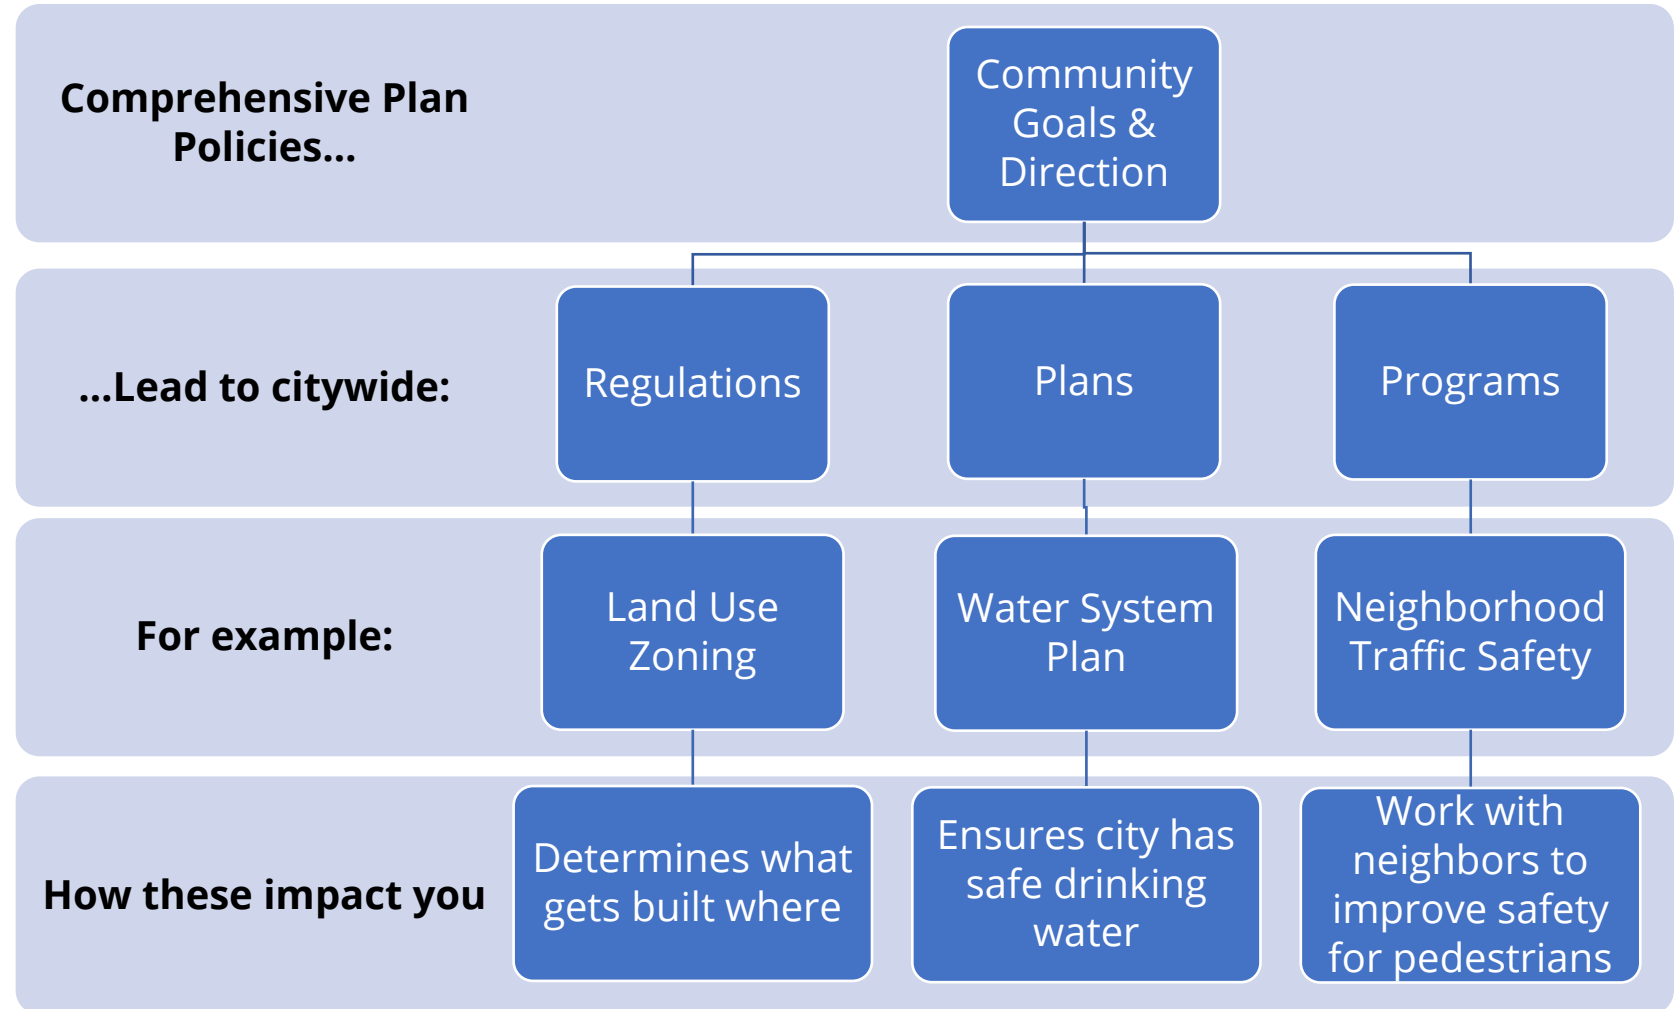 Comprehensive Plan
Policies...
Community
Goals &
Direction
...Lead to citywide:
Regulations
Plans
Programs
For example:
Land Use
Zoning
Water System
Plan
Neighborhood
Traffic Safety
How these impact you
Determines what
gets built where
Ensures city has
safe drinking
water
Work with
neighbors to
improve safety
for pedestrians